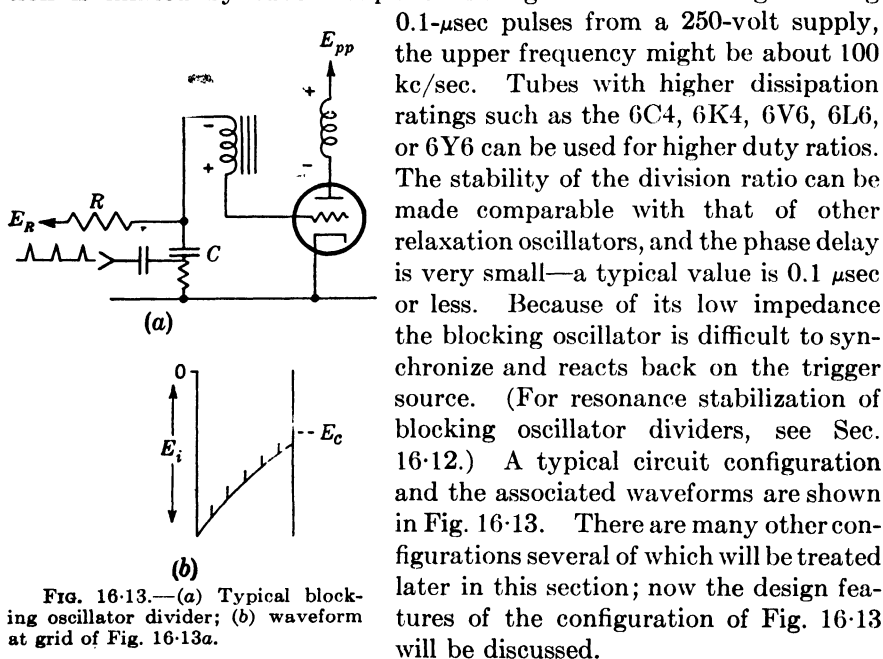 0.1-μsec pulses from a 250-volt supply,
the upper frequency might be about 100
kc/sec. Tubes with higher dissipation
ratings such as the 6C4, 6K4, 6V6, 6L6,
or 6Y6 can be used for higher duty ratios.
The stability of the division ratio can be
made comparable with that of other
relaxation oscillators, and the phase delay
is very small—a typical value is 0.1 μsec
or less. Because of its low impedance
the blocking oscillator is difficult to syn-
chronize and reacts back on the trigger
source. (For resonance stabilization of
blocking oscillator dividers, see Sec.
16·12.) A typical circuit configuration
and the associated waveforms are shown
in Fig. 16·13. There are many other con-
figurations several of which will be treated
later in this section; now the design fea-
tures of the configuration of Fig. 16·13
will be discussed.
E_pp
+
−
−
+
R
E_R
C
(a)
0
E_i
E_c
(b)
FIG. 16·13.—(a) Typical block-
ing oscillator divider; (b) waveform
at grid of Fig. 16·13a.